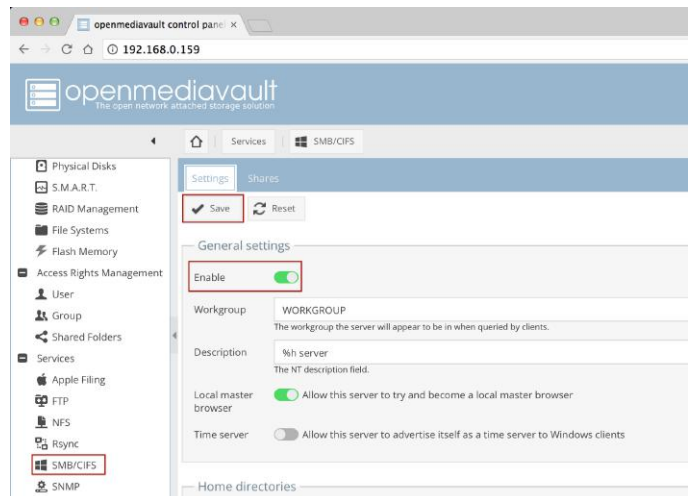 openmediavault control pane
192.168.0.159
openmediavault
The open network attached storage solution
Services
SMB/CIFS
Physical Disks
S.M.A.R.T.
RAID Management
File Systems
Flash Memory
Access Rights Management
User
Group
Shared Folders
Services
Apple Filing
FTP
NFS
Rsync
SMB/CIFS
SNMP
Settings Shares
Save Reset
General settings
Enable
Workgroup WORKGROUP
The workgroup the server will appear to be in when queried by clients.
Description %h server
The NT description field.
Local master browser Allow this server to try and become a local master browser
Time server Allow this server to advertise itself as a time server to Windows clients
Home directories